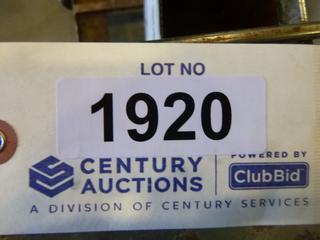 LOT NO
1920
CENTURY
AUCTIONS
POWERED BY
ClubBid
A DIVISION OF CENTURY SERVICES